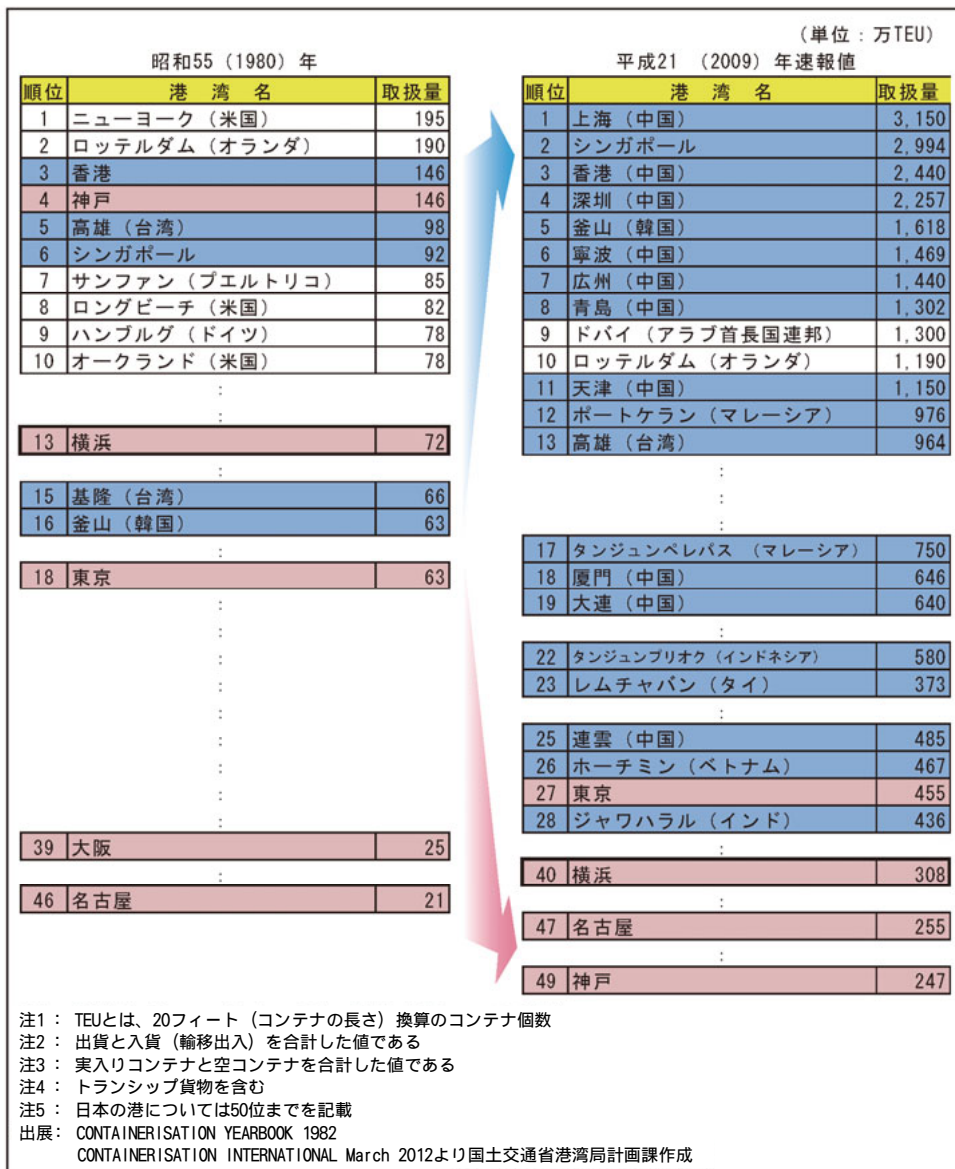 (単位：万TEU)
昭和55（1980）年
順位 港 湾 名 取扱量
1 ニューヨーク（米国） 195
2 ロッテルダム（オランダ） 190
3 香港 146
4 神戸 146
5 高雄（台湾） 98
6 シンガポール 92
7 サンファン（プエルトリコ） 85
8 ロングビーチ（米国） 82
9 ハンブルグ（ドイツ） 78
10 オークランド（米国） 78
:
:
13 横浜 72
:
15 基隆（台湾） 66
16 釜山（韓国） 63
:
18 東京 63
:
:
:
:
:
:
:
:
:
39 大阪 25
:
46 名古屋 21
平成21 （2009）年速報値
順位 港 湾 名 取扱量
1 上海（中国） 3,150
2 シンガポール 2,994
3 香港（中国） 2,440
4 深圳（中国） 2,257
5 釜山（韓国） 1,618
6 寧波（中国） 1,469
7 広州（中国） 1,440
8 青島（中国） 1,302
9 ドバイ（アラブ首長国連邦） 1,300
10 ロッテルダム（オランダ） 1,190
11 天津（中国） 1,150
12 ポートケラン（マレーシア） 976
13 高雄（台湾） 964
:
:
:
17 タンジュンペレパス （マレーシア） 750
18 厦門（中国） 646
19 大連（中国） 640
:
22 タンジュンプリオク（インドネシア） 580
23 レムチャバン（タイ） 373
:
25 連雲（中国） 485
26 ホーチミン（ベトナム） 467
27 東京 455
28 ジャワハラル（インド） 436
:
40 横浜 308
:
47 名古屋 255
:
49 神戸 247
注1 ： TEUとは、20フィート（コンテナの長さ）換算のコンテナ個数
注2 ： 出貨と入貨（輸移出入）を合計した値である
注3 ： 実入りコンテナと空コンテナを合計した値である
注4 ： トランシップ貨物を含む
注5 ： 日本の港については50位までを記載
出展： CONTAINERISATION YEARBOOK 1982
CONTAINERISATION INTERNATIONAL March 2012より国土交通省港湾局計画課作成